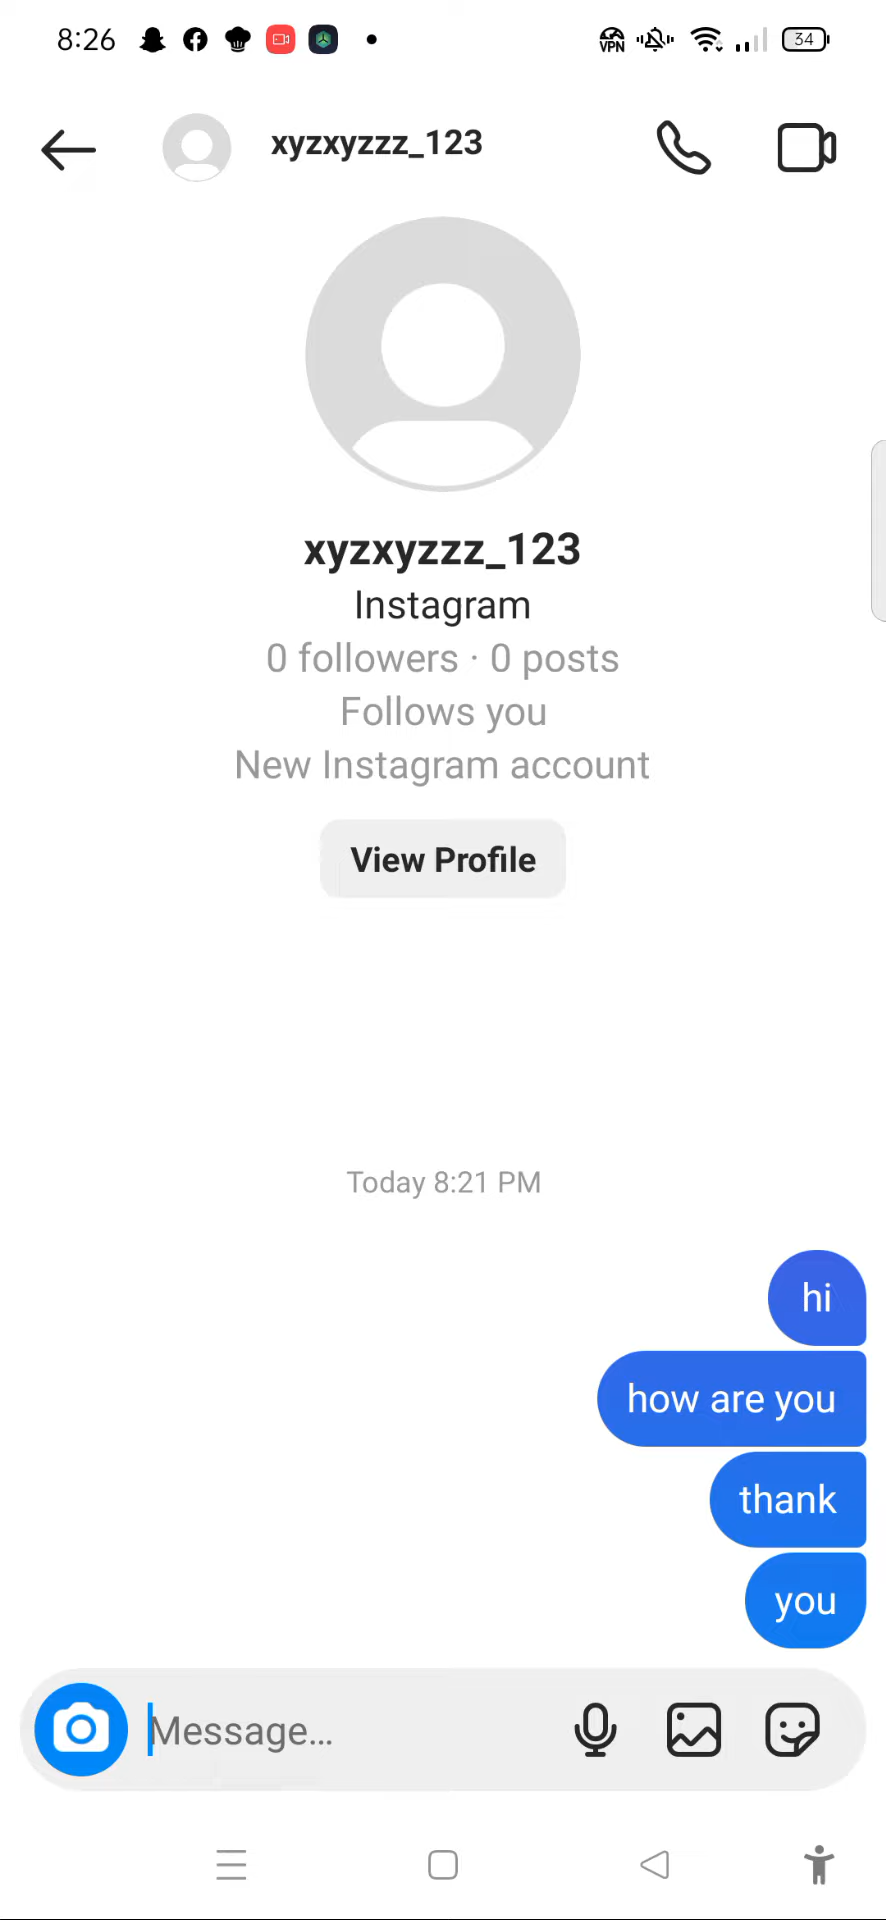 8:26
VPN
34
xyzxyzzz_123
xyzxyzzz_123
Instagram
0 followers · 0 posts
Follows you
New Instagram account
View Profile
Today 8:21 PM
hi
how are you
thank
you
Message...